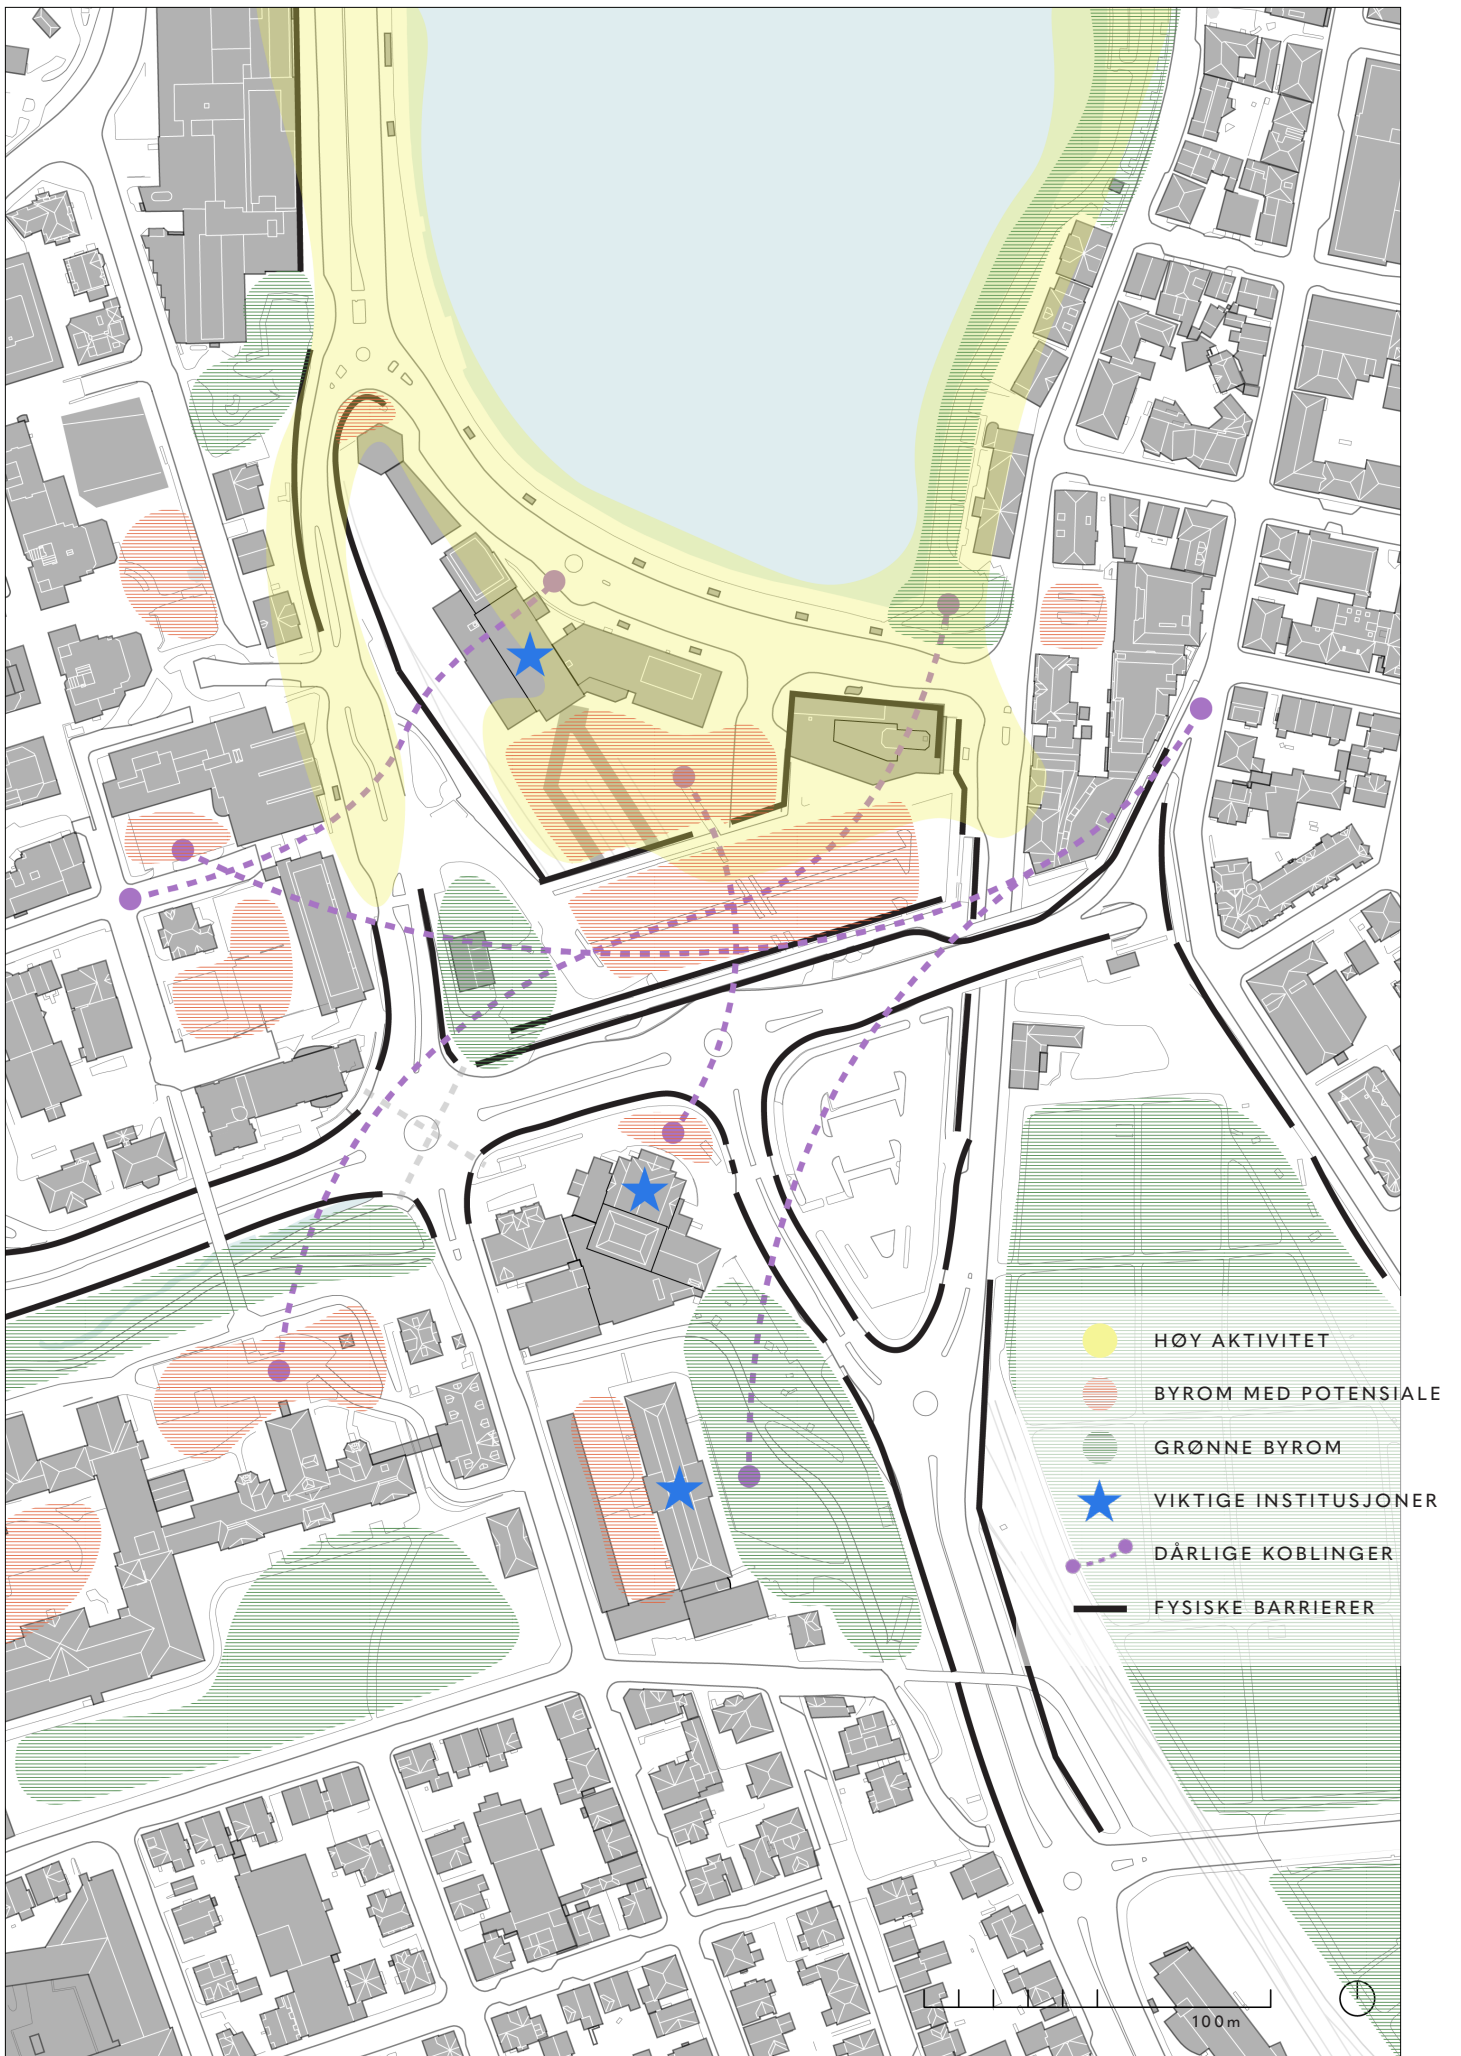 HØY AKTIVITET
BYROM MED POTENSIALE
GRØNNE BYROM
VIKTIGE INSTITUSJONER
DÅRLIGE KOBLINGER
FYSISKE BARRIERER
100m